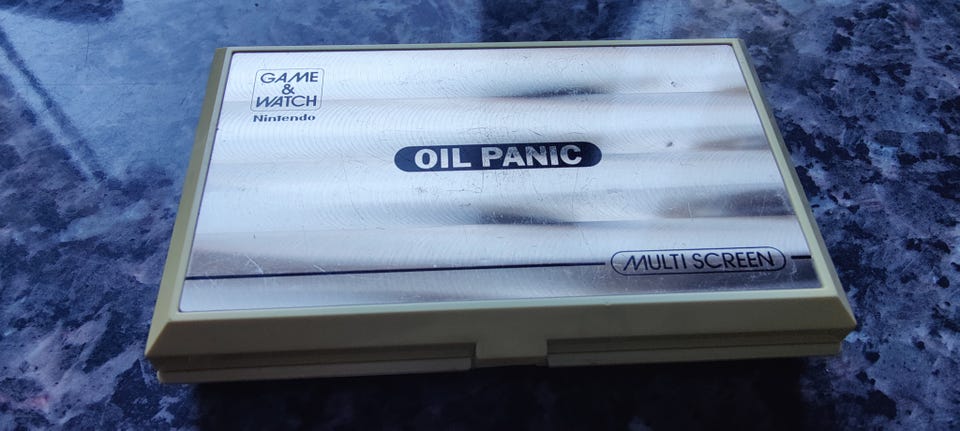 GAME
&
WATCH
Nintendo
OIL PANIC
MULTI SCREEN